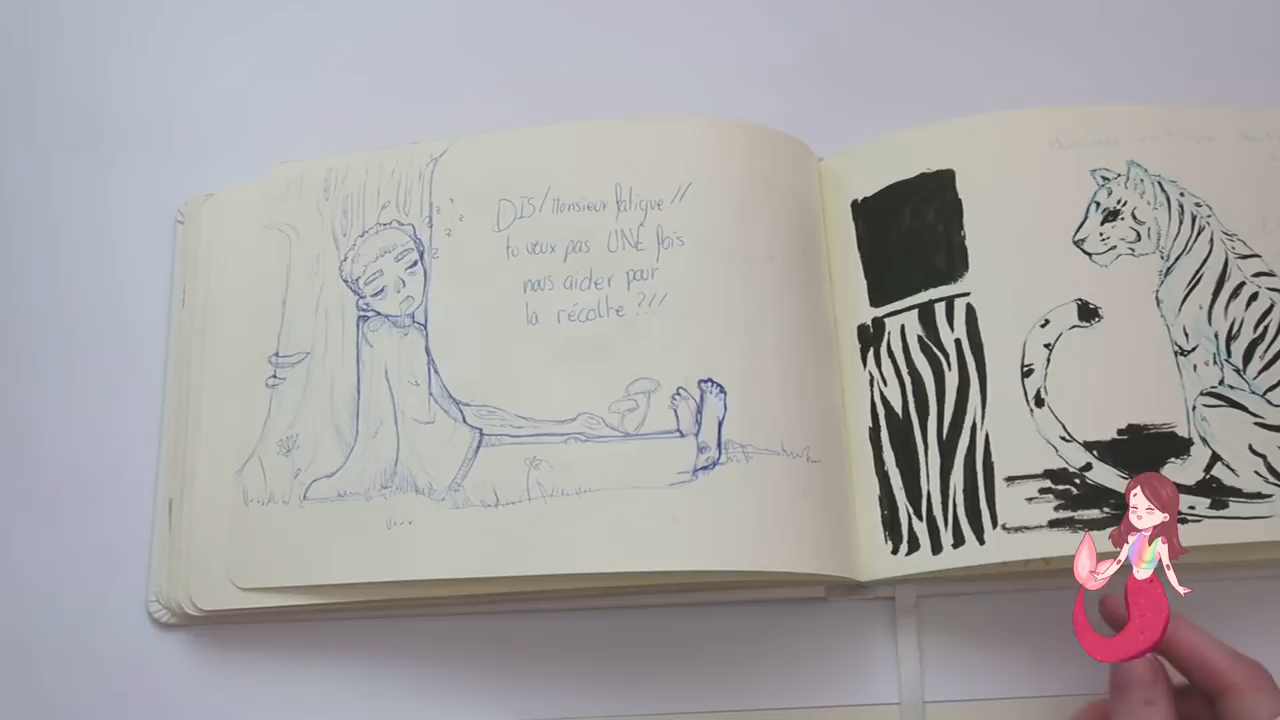 DIS/Monsieur fatigue //
tu veux pas UNE fois
nous aider pour
la récolte ?!!
z z z z z